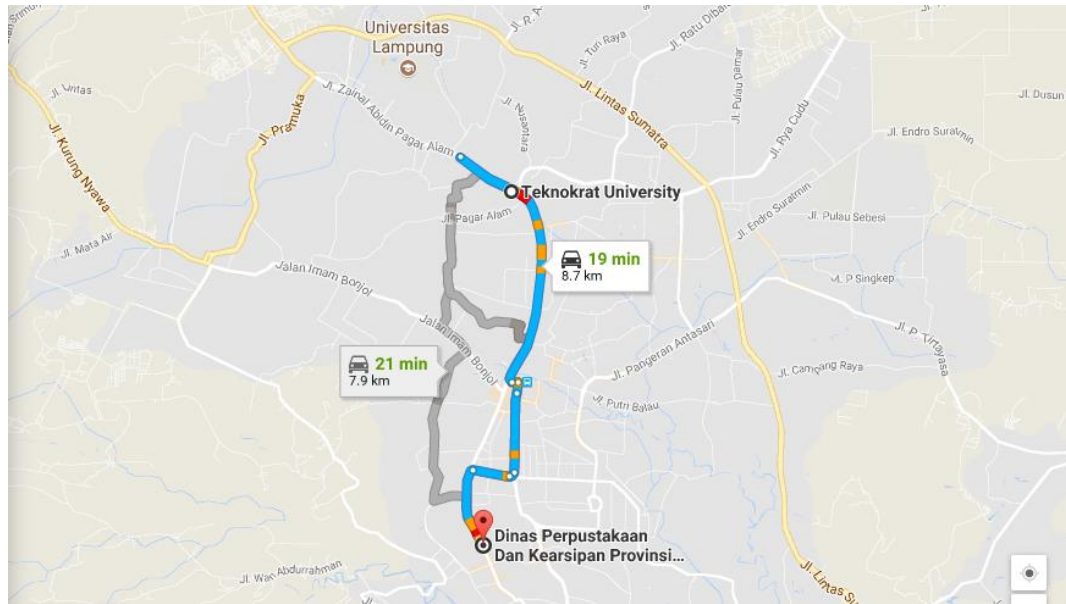 Universitas
Lampung
Jl. R. A
Jl. Turi Raya
Jl. Ratu Dibal
Jl. Pulau Damar
Jl. Lintas Sumatra
Jl. Dusun
Jl. Zainal Abidin Pagar Alam
Jl. Nusantara
Jl. Pramuka
Jl. Kurung Nyawa
Jl. Rya Cudu
Jl. Endro Suratmin
Teknokrat University
Jl. Pagar Alam
Jl. Endro Suratmin
Jl. Pulau Sebesi
Jl. Mata Air
Jalan Imam Bonjol
19 min
8.7 km
P Singkep
Jl. P. Tirtayasa
Jalan Imam Bonjol
Jl. Pangeran Antasari
21 min
7.9 km
Jl. Campang Raya
Jl. Putri Balau
Dinas Perpustakaan
Dan Kearsipan Provinsi...
Jl. Wan Abdurrahman
Jl. Lintas